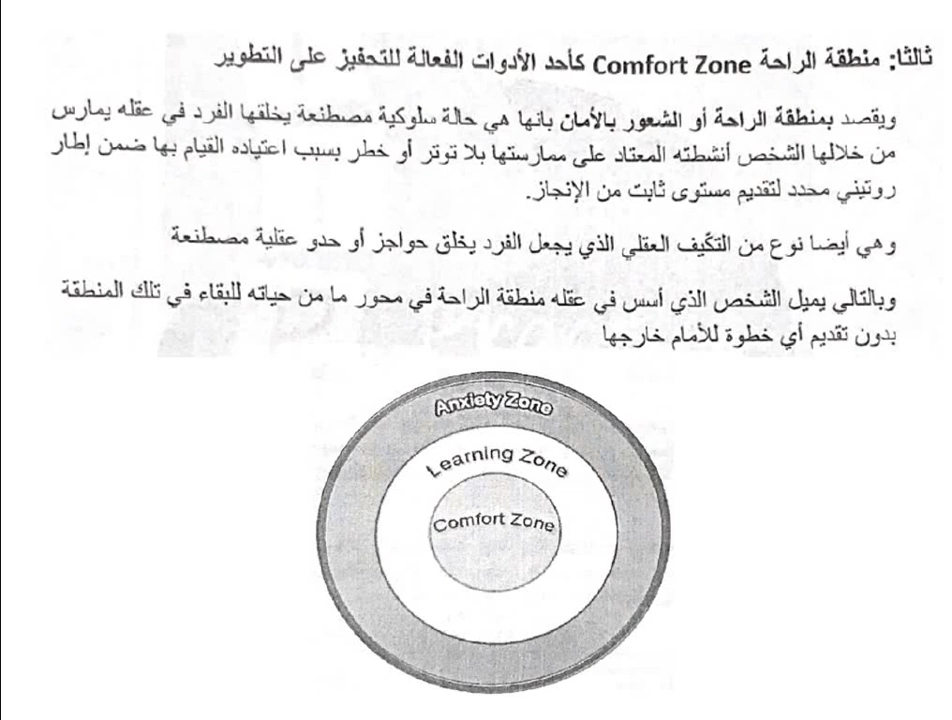 ثالثا: منطقة الراحة Comfort Zone كأحد الأدوات الفعالة للتحفيز على التطوير
ويقصد بمنطقة الراحة أو الشعور بالأمان بانها هي حالة سلوكية مصطنعة يخلقها الفرد في عقله يمارس
من خلالها الشخص أنشطته المعتاد على ممارستها بلا توتر أو خطر بسبب اعتياده القيام بها ضمن إطار
روتيني محدد لتقديم مستوى ثابت من الإنجاز.
وهي أيضا نوع من التكيف العقلي الذي يجعل الفرد يخلق حواجز أو حدو عقلية مصطنعة
وبالتالي يميل الشخص الذي أسس في عقله منطقة الراحة في محور ما من حياته للبقاء في تلك المنطقة
بدون تقديم أي خطوة للأمام خارجها
Anxiety Zone
Learning Zone
Comfort Zone